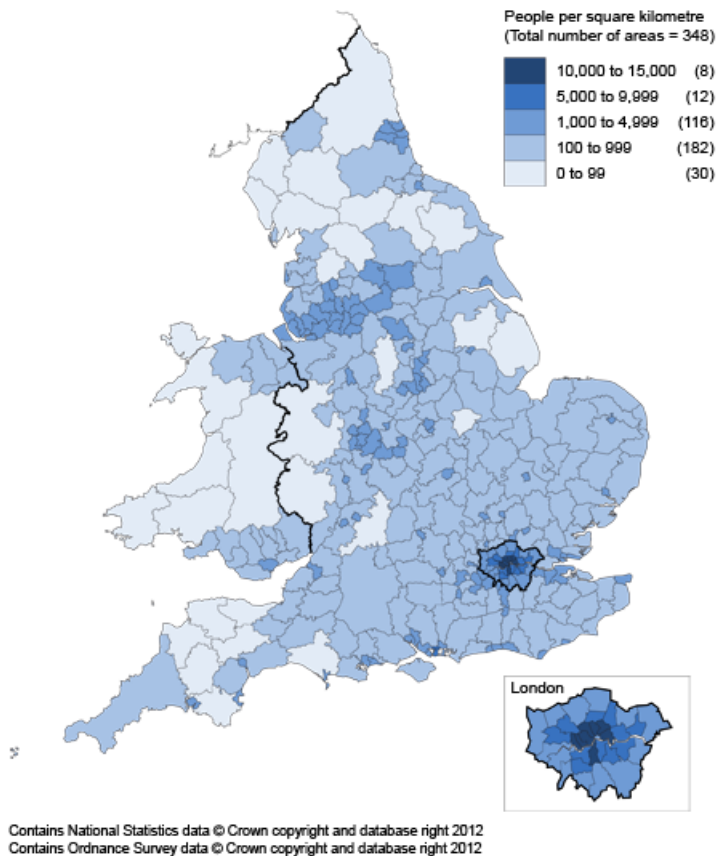 People per square kilometre
(Total number of areas = 348)
10,000 to 15,000 (8)
5,000 to 9,999 (12)
1,000 to 4,999 (116)
100 to 999 (182)
0 to 99 (30)
London
Contains National Statistics data © Crown copyright and database right 2012
Contains Ordnance Survey data © Crown copyright and database right 2012